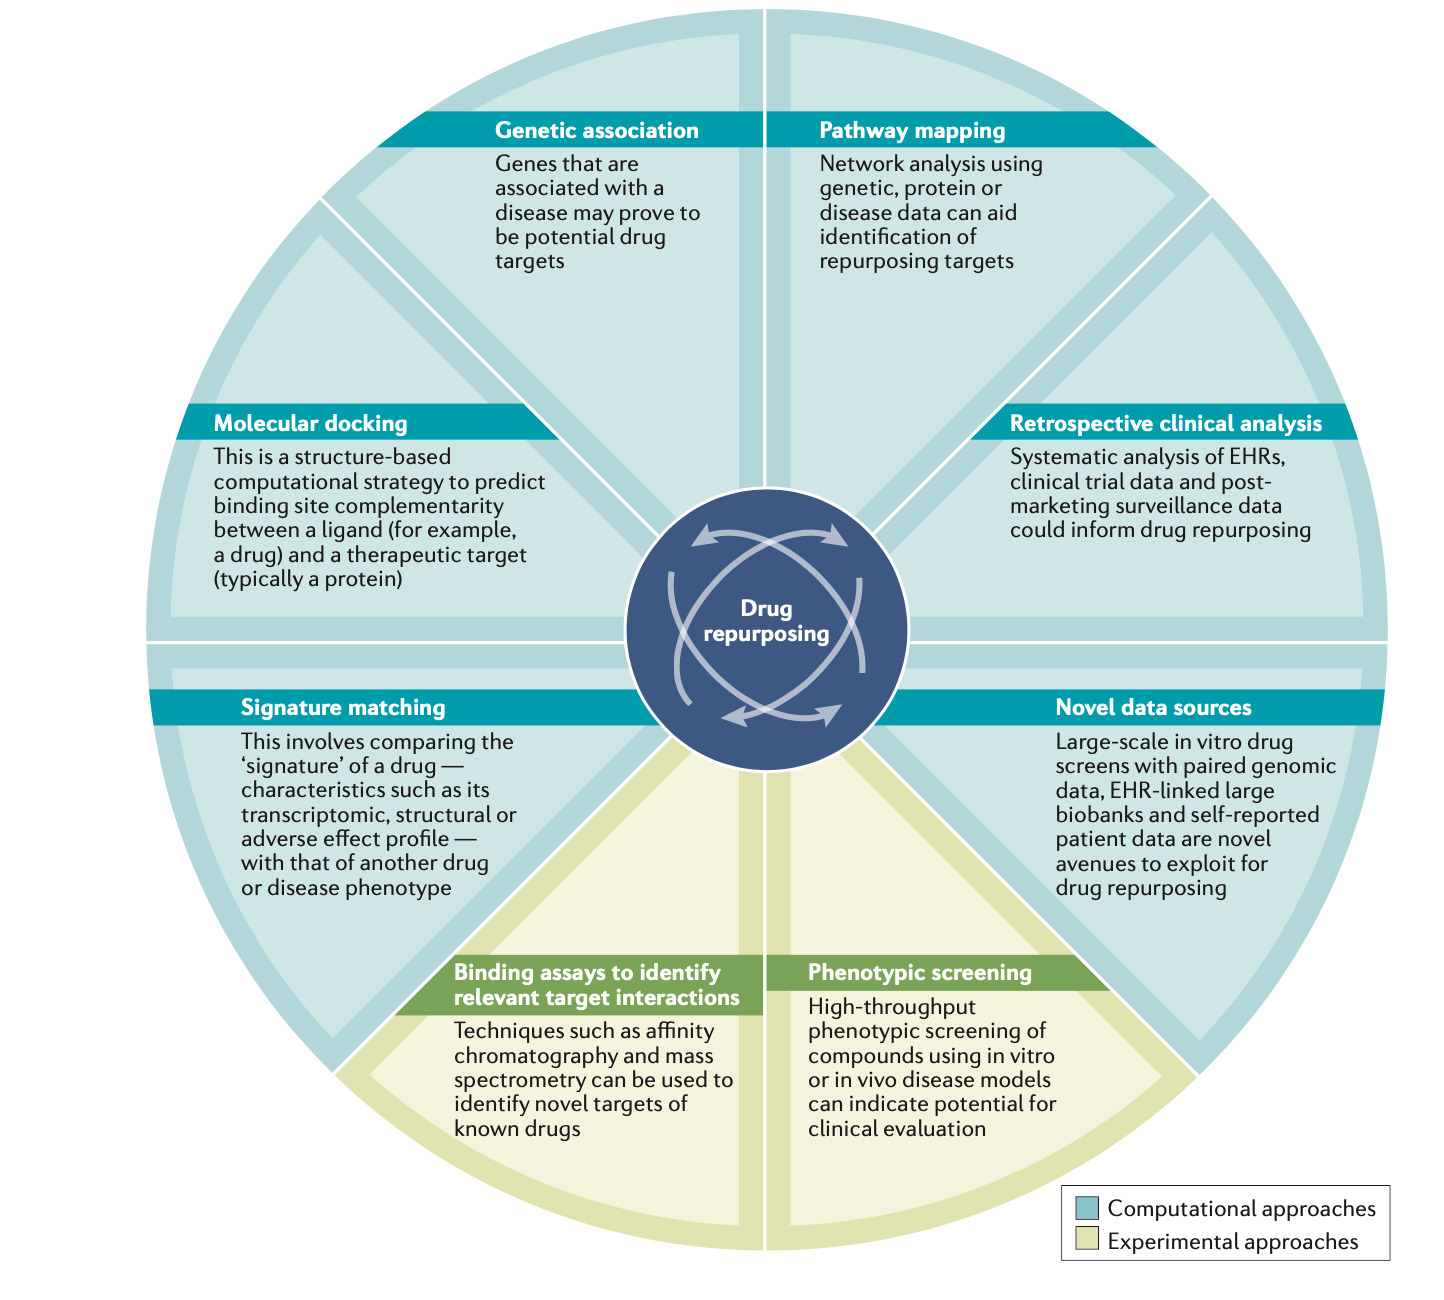 Genetic association
Genes that are
associated with a
disease may prove to
be potential drug
targets
Pathway mapping
Network analysis using
genetic, protein or
disease data can aid
identification of
repurposing targets
Molecular docking
This is a structure-based
computational strategy to predict
binding site complementarity
between a ligand (for example,
a drug) and a therapeutic target
(typically a protein)
Retrospective clinical analysis
Systematic analysis of EHRs,
clinical trial data and post-
marketing surveillance data
could inform drug repurposing
Drug
repurposing
Signature matching
This involves comparing the
‘signature’ of a drug —
characteristics such as its
transcriptomic, structural or
adverse effect profile —
with that of another drug
or disease phenotype
Novel data sources
Large-scale in vitro drug
screens with paired genomic
data, EHR-linked large
biobanks and self-reported
patient data are novel
avenues to exploit for
drug repurposing
Binding assays to identify
relevant target interactions
Techniques such as affinity
chromatography and mass
spectrometry can be used to
identify novel targets of
known drugs
Phenotypic screening
High-throughput
phenotypic screening of
compounds using in vitro
or in vivo disease models
can indicate potential for
clinical evaluation
Computational approaches
Experimental approaches